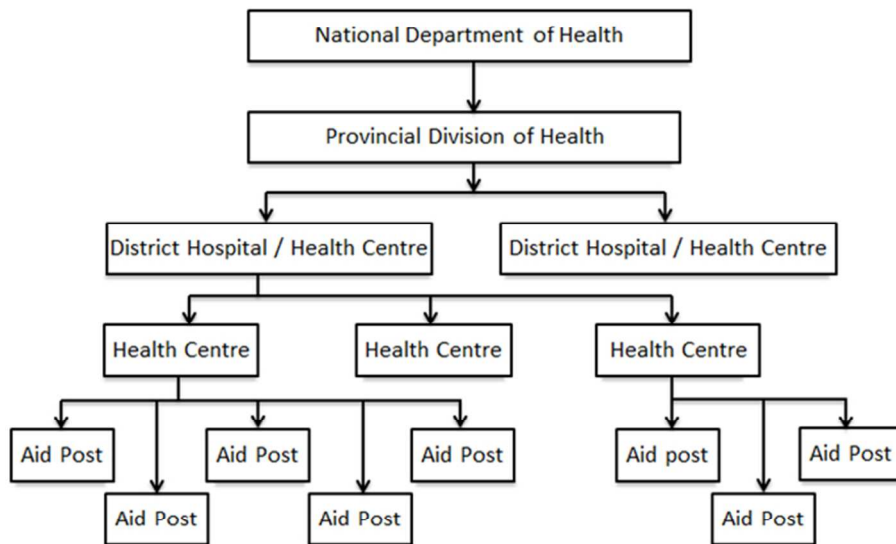 National Department of Health
Provincial Division of Health
District Hospital / Health Centre
District Hospital / Health Centre
Health Centre
Health Centre
Health Centre
Aid Post
Aid Post
Aid Post
Aid post
Aid Post
Aid Post
Aid Post
Aid Post